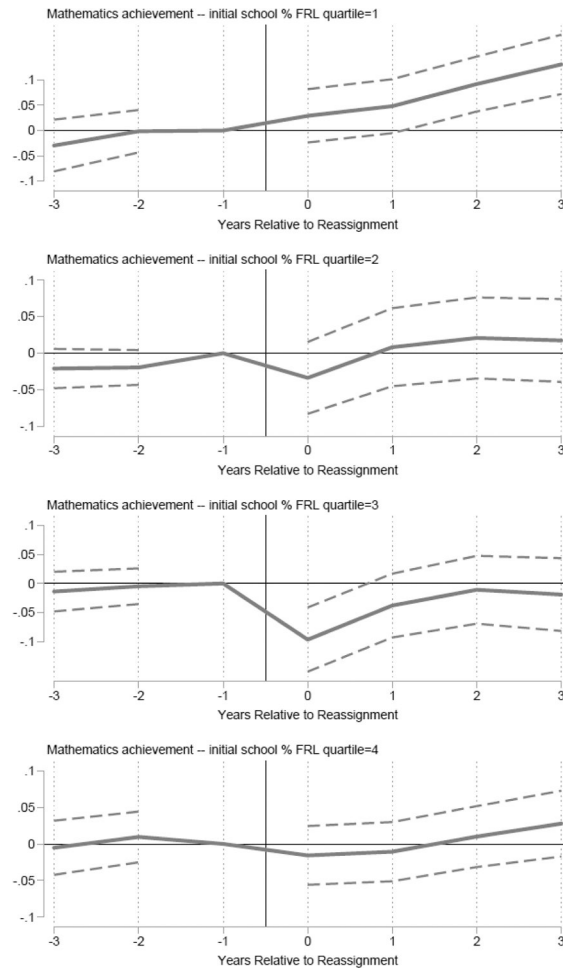 Mathematics achievement -- initial school % FRL quartile=1
.1
.05
0
-.05
-.1
-3 -2 -1 0 1 2 3
Years Relative to Reassignment
Mathematics achievement -- initial school % FRL quartile=2
.1
.05
0
-.05
-.1
-3 -2 -1 0 1 2 3
Years Relative to Reassignment
Mathematics achievement -- initial school % FRL quartile=3
.1
.05
0
-.05
-.1
-3 -2 -1 0 1 2 3
Years Relative to Reassignment
Mathematics achievement -- initial school % FRL quartile=4
.1
.05
0
-.05
-.1
-3 -2 -1 0 1 2 3
Years Relative to Reassignment